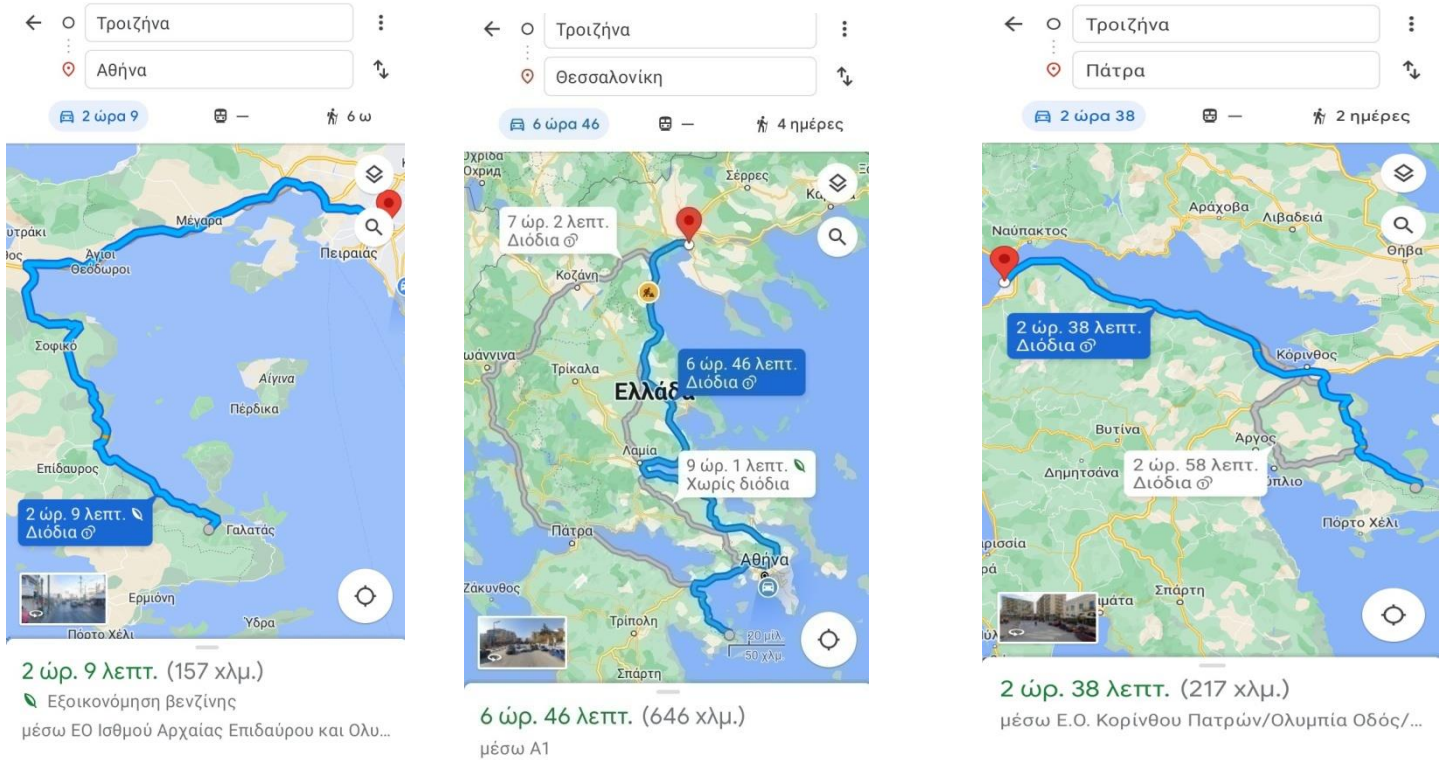 Τροιζήνα
Αθήνα
2 ώρα 9
—
6 ω
Μέγαρα
Άγιοι
Θεόδωροι
Πειραιάς
Σοφικό
Αίγινα
Πέρδικα
Επίδαυρος
2 ώρ. 9 λεπτ.
Διόδια
Γαλατάς
Ερμιόνη
Ύδρα
Πόρτο Χέλι
2 ώρ. 9 λεπτ. (157 χλμ.)
Εξοικονόμηση βενζίνης
μέσω ΕΟ Ισθμού Αρχαίας Επιδαύρου και Ολυ...
Τροιζήνα
Θεσσαλονίκη
6 ώρα 46
—
4 ημέρες
Охрид
Σέρρες
7 ώρ. 2 λεπτ.
Διόδια
Κοζάνη
ωάννινα
Τρίκαλα
6 ώρ. 46 λεπτ.
Διόδια
Λαμία
9 ώρ. 1 λεπτ.
Χωρίς διόδια
Πάτρα
Αθήνα
Ζάκυνθος
Τρίπολη
20 μίλ.
50 χλμ.
Σπάρτη
6 ώρ. 46 λεπτ. (646 χλμ.)
μέσω Α1
Τροιζήνα
Πάτρα
2 ώρα 38
—
2 ημέρες
Αράχοβα
Λιβαδειά
Ναύπακτος
Θήβα
2 ώρ. 38 λεπτ.
Διόδια
Κόρινθος
Βυτίνα
Άργος
Δημητσάνα
2 ώρ. 58 λεπτ.
Διόδια
ύπλιο
Πόρτο Χέλι
Σπάρτη
2 ώρ. 38 λεπτ. (217 χλμ.)
μέσω Ε.Ο. Κορίνθου Πατρών/Ολυμπία Οδός/...